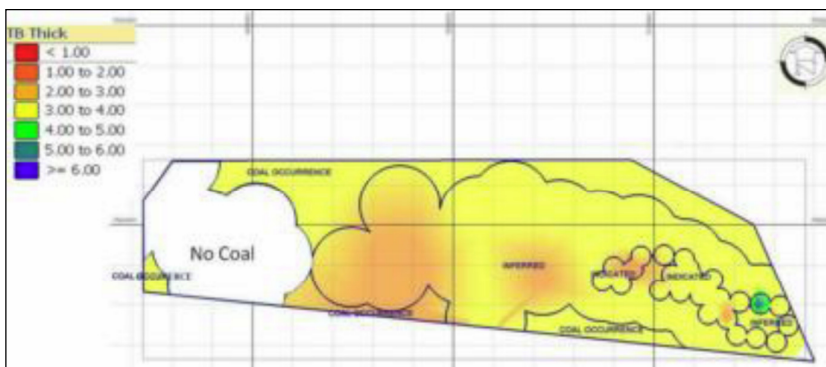 TB Thick
< 1.00
1.00 to 2.00
2.00 to 3.00
3.00 to 4.00
4.00 to 5.00
5.00 to 6.00
>= 6.00
COAL OCCURRENCE
No Coal
COAL OCCURRENCE
INFERRED
INDICATED
INDICATED
COAL OCCURRENCE
COAL OCCURRENCE
INFERRED